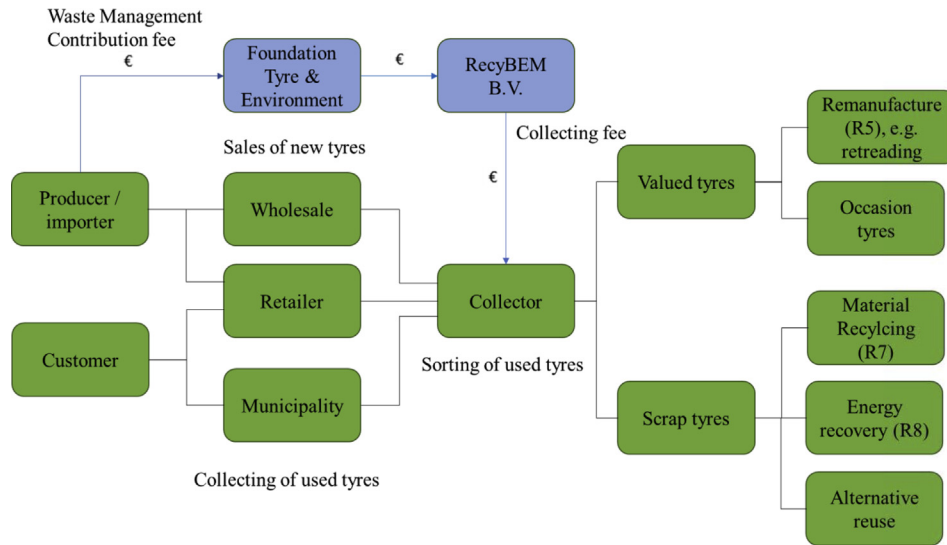 Waste Management
Contribution fee
€
Foundation
Tyre &
Environment
€
RecyBEM
B.V.
Collecting fee
€
Sales of new tyres
Producer /
importer
Wholesale
Retailer
Customer
Municipality
Collecting of used tyres
Collector
Sorting of used tyres
Valued tyres
Remanufacture
(R5), e.g.
retreading
Occasion
tyres
Scrap tyres
Material
Recylcing
(R7)
Energy
recovery (R8)
Alternative
reuse